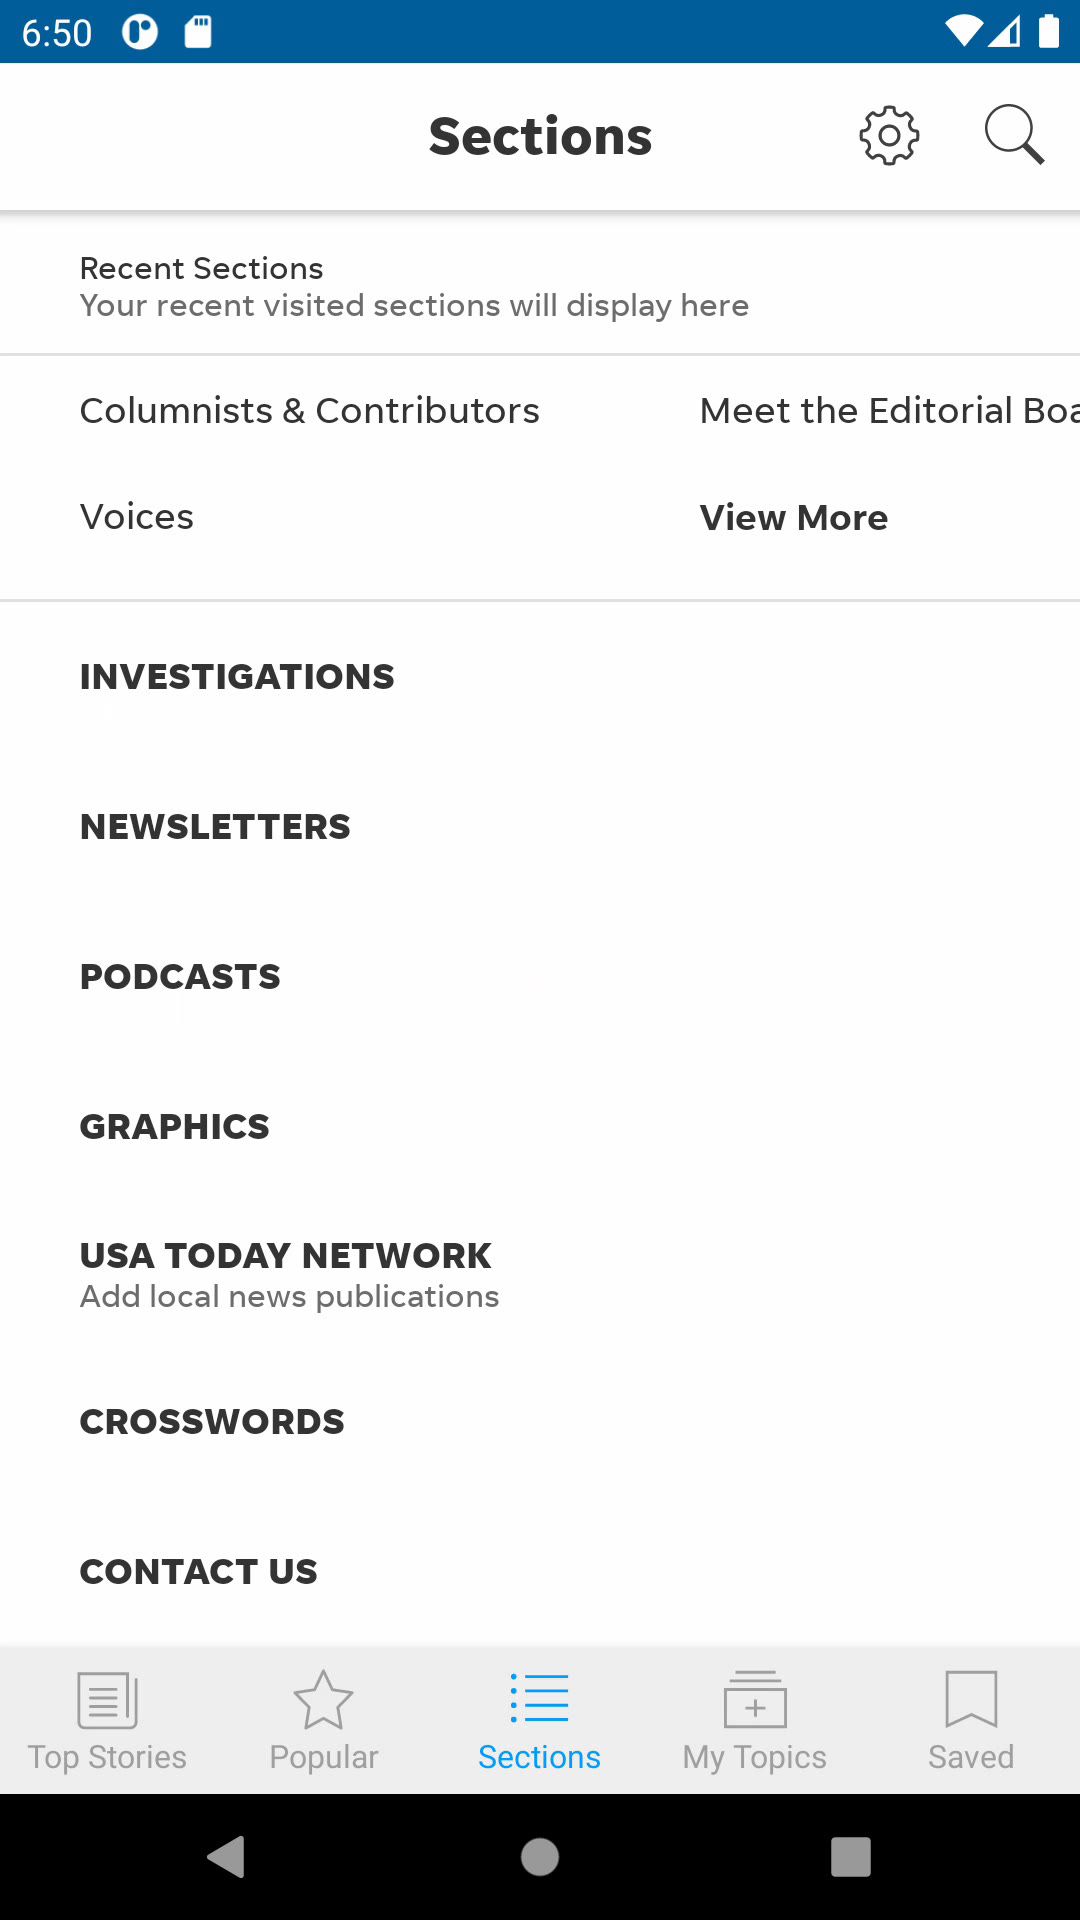 6:50
Sections
Recent Sections
Your recent visited sections will display here
Columnists & Contributors
Meet the Editorial Boa
Voices
View More
INVESTIGATIONS
NEWSLETTERS
PODCASTS
GRAPHICS
USA TODAY NETWORK
Add local news publications
CROSSWORDS
CONTACT US
Top Stories
Popular
Sections
My Topics
Saved